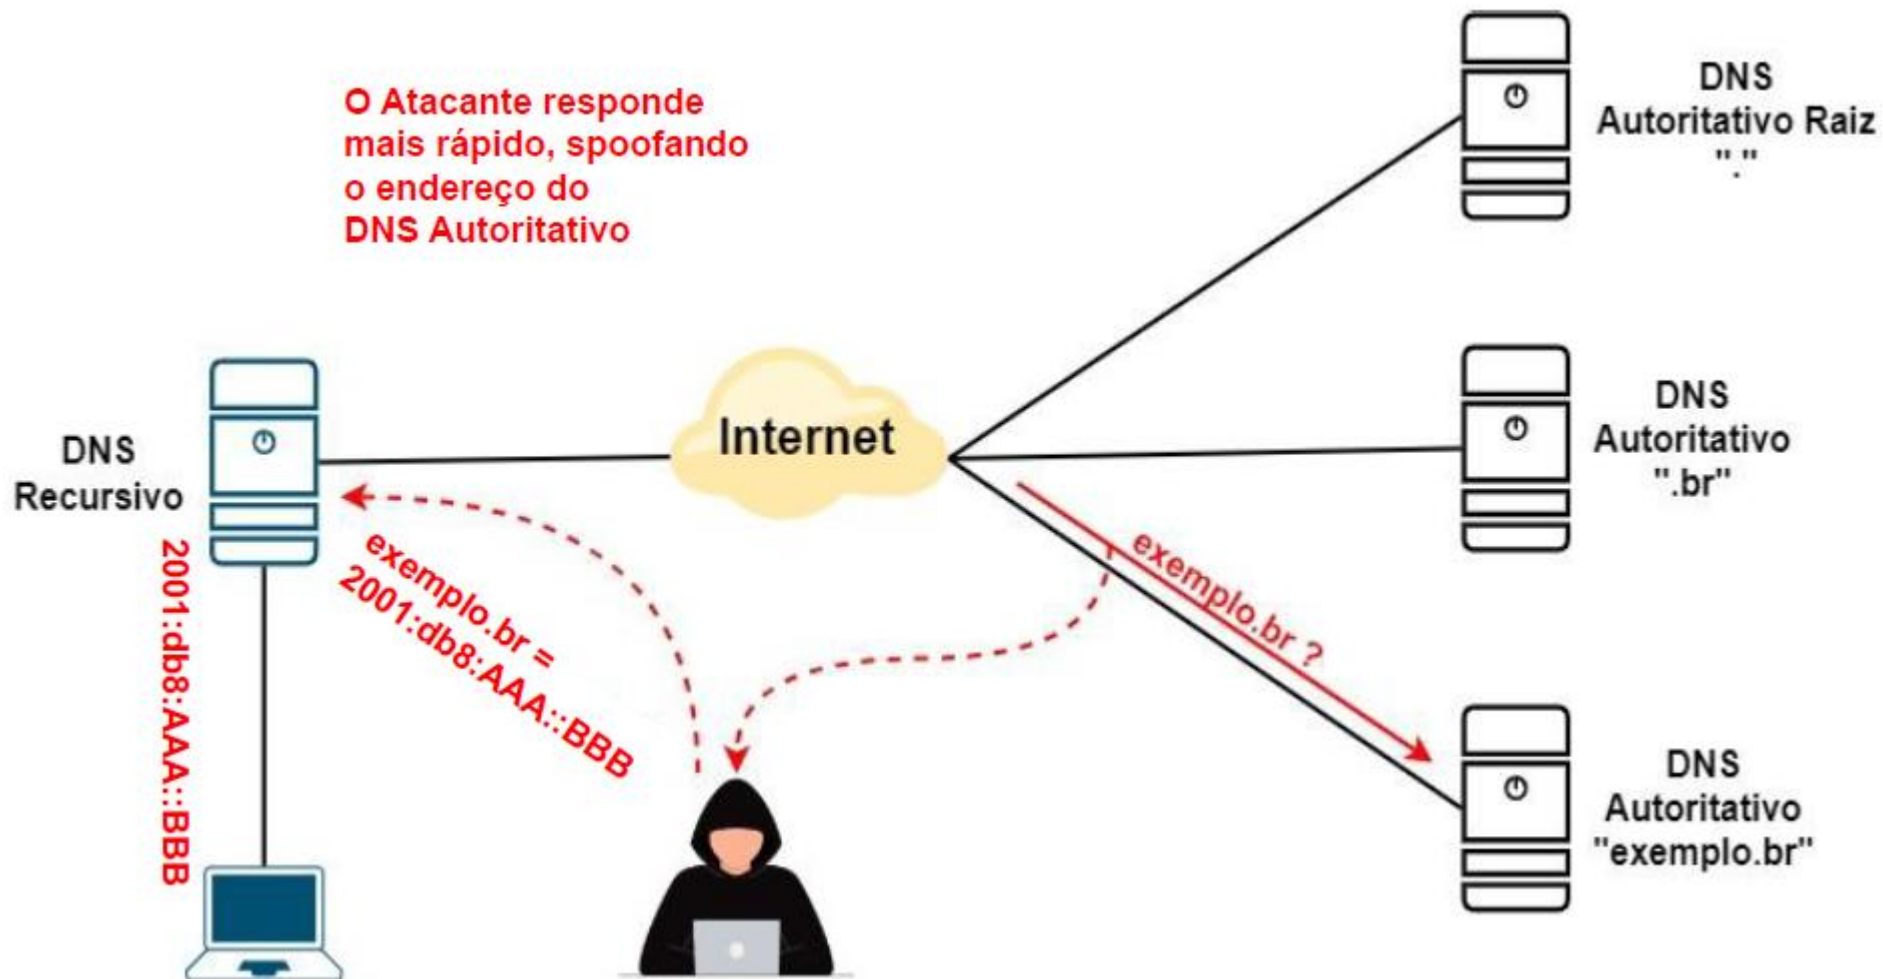 O Atacante responde
mais rápido, spoofando
o endereço do
DNS Autoritativo
DNS
Autoritativo Raiz
"."
Internet
DNS
Recursivo
DNS
Autoritativo
".br"
exemplo.br =
2001:db8:AAA::BBB
exemplo.br ?
2001:db8:AAA::BBB
DNS
Autoritativo
"exemplo.br"